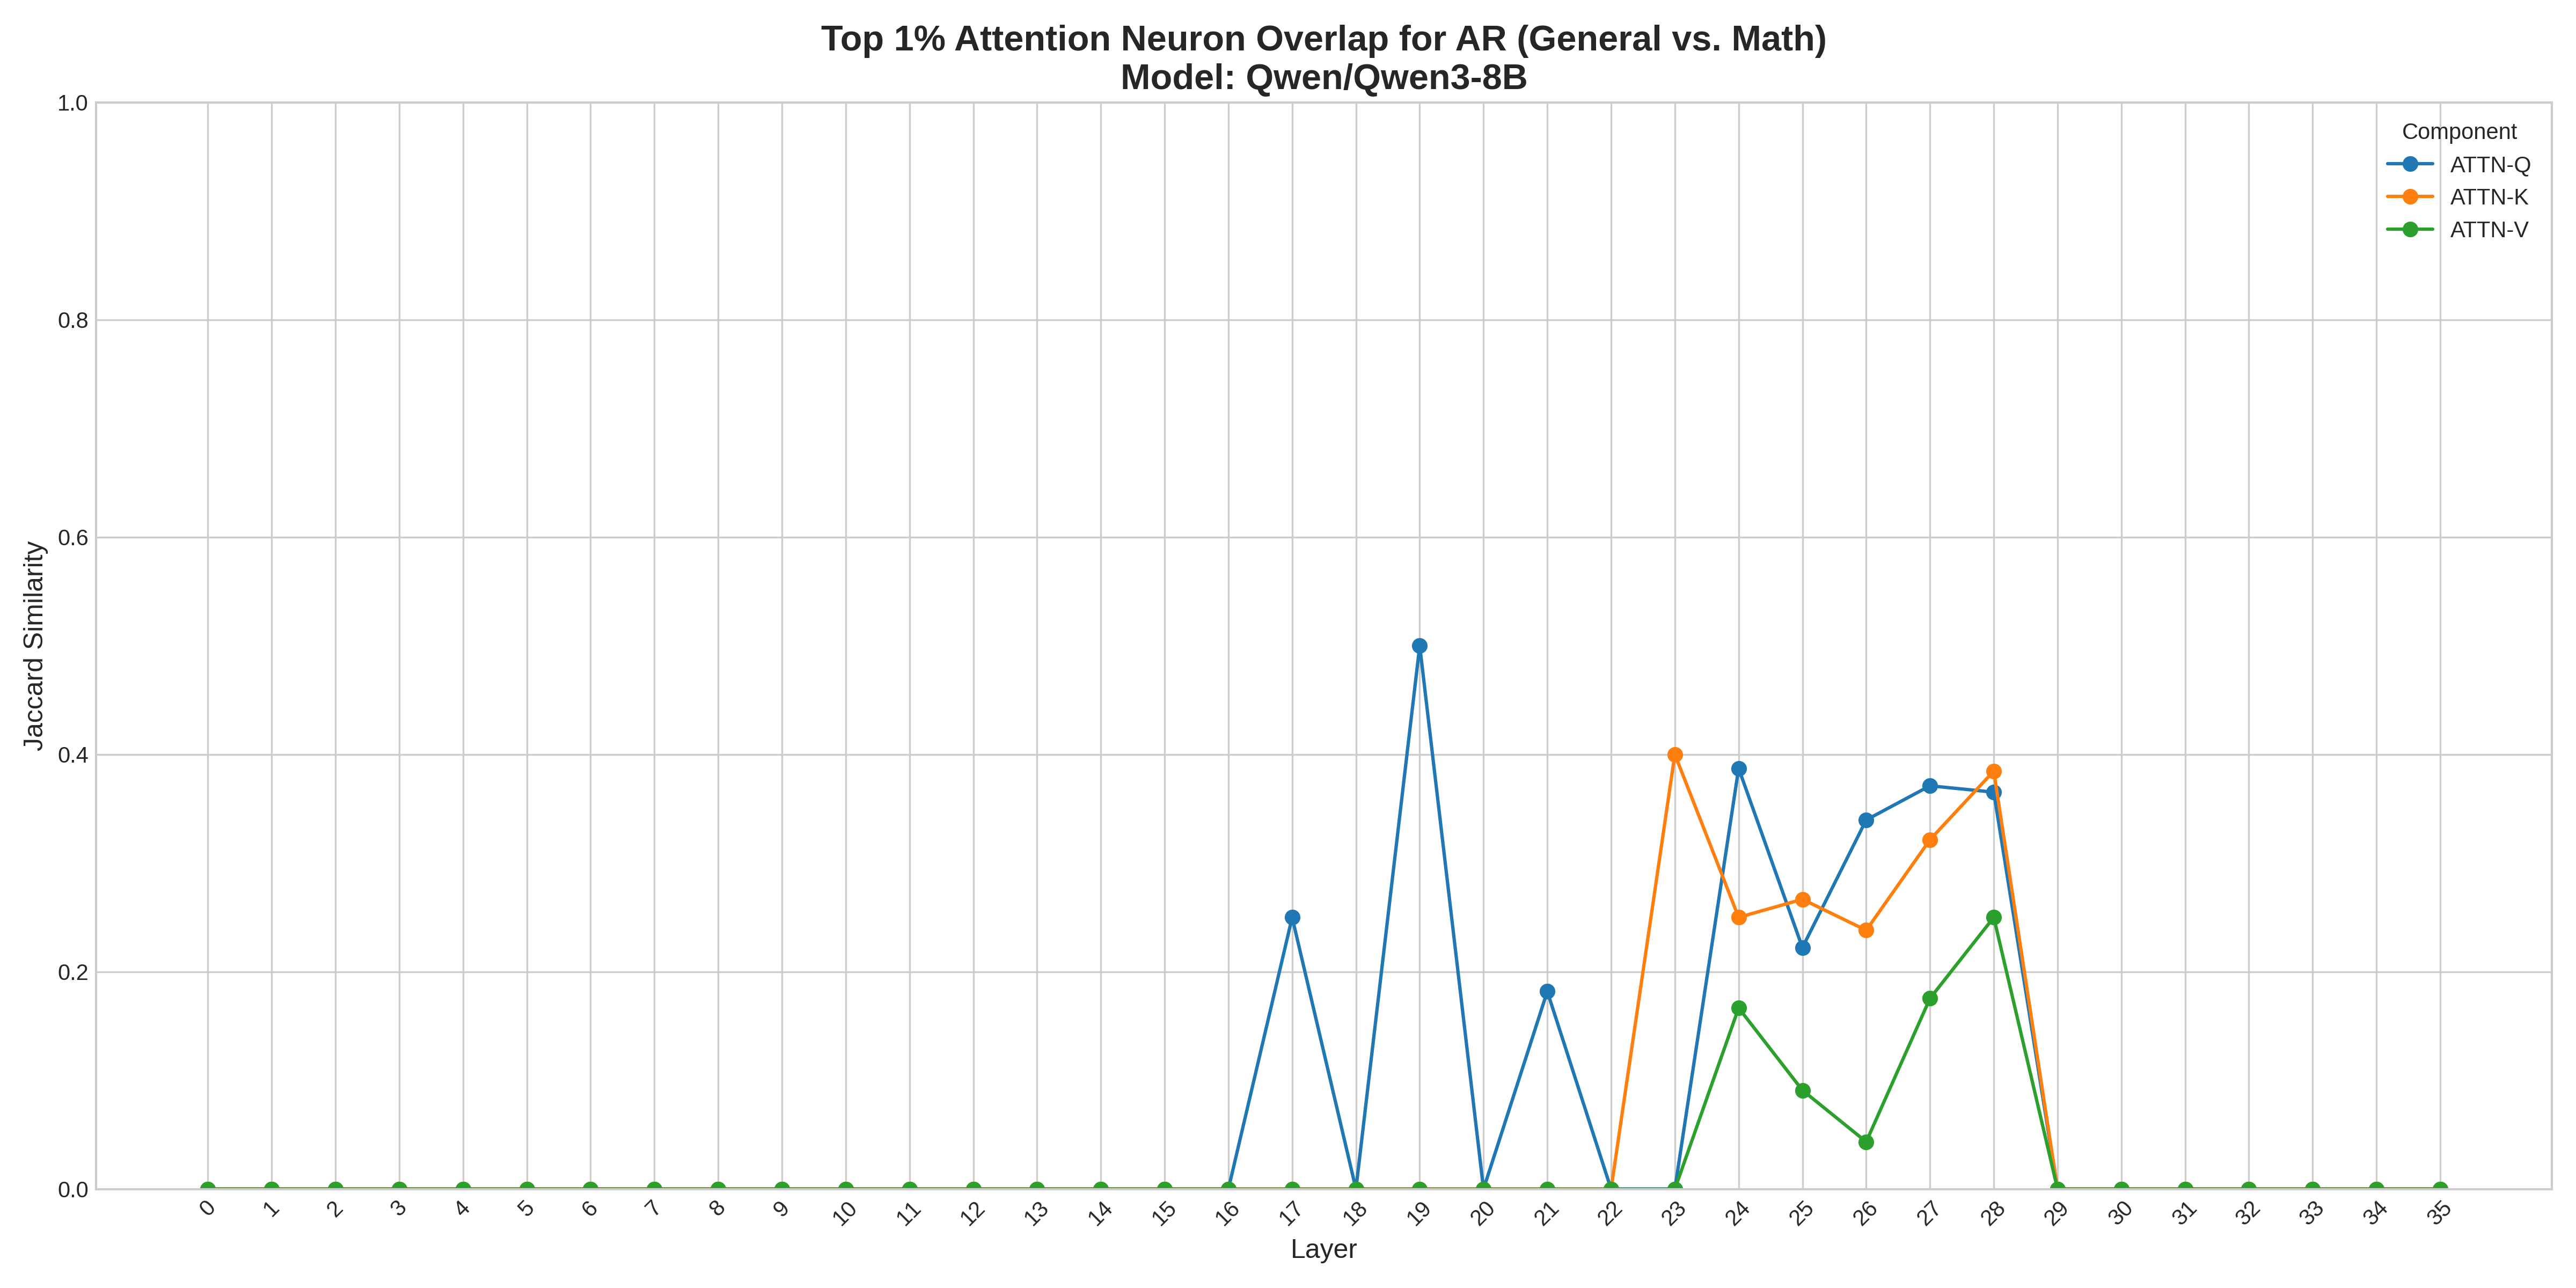 Top 1% Attention Neuron Overlap for AR (General vs. Math)
Model: Qwen/Qwen3-8B
Component
ATTN-Q
ATTN-K
ATTN-V
Jaccard Similarity
1.0
0.8
0.6
0.4
0.2
0.0
0 1 2 3 4 5 6 7 8 9 10 11 12 13 14 15 16 17 18 19 20 21 22 23 24 25 26 27 28 29 30 31 32 33 34 35
Layer